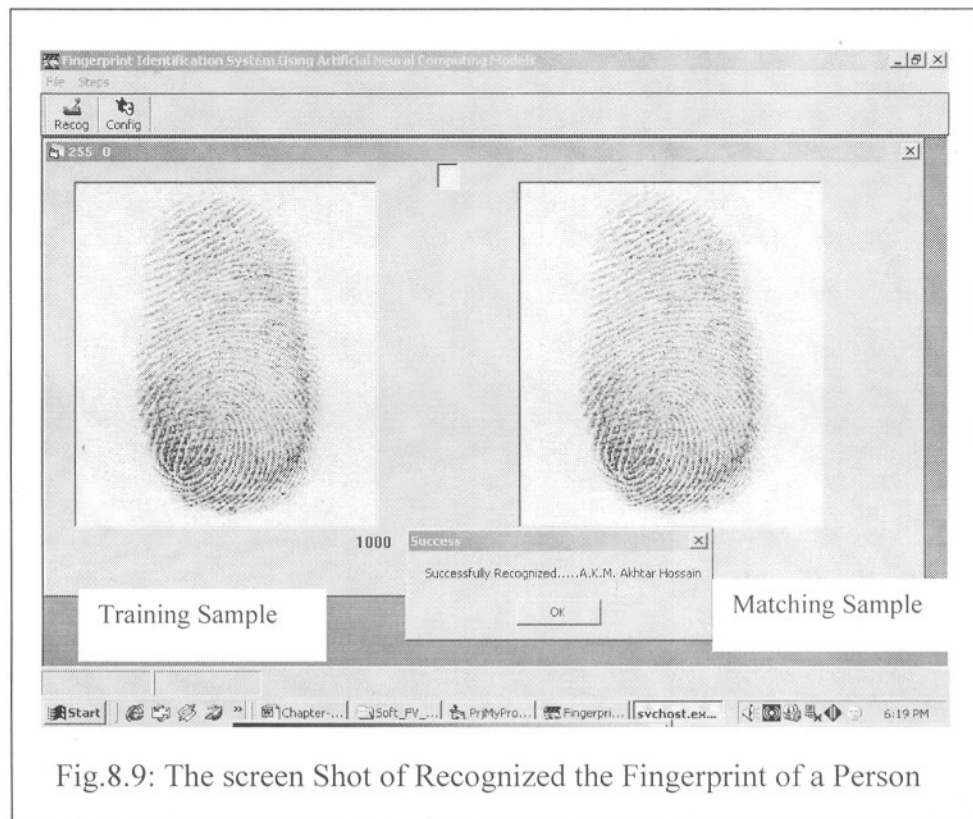 Fingerprint Identification System Using Artificial Neural Computing Models
File Steps
Recog Config
255 0
1000
Success
Successfully Recognized.....A.K.M. Akhtar Hossain
OK
Training Sample
Matching Sample
Start » Chapter-... Soft_FV_... PrjMyPro... Fingerpri... svchost.ex... 6:19 PM
Fig.8.9: The screen Shot of Recognized the Fingerprint of a Person